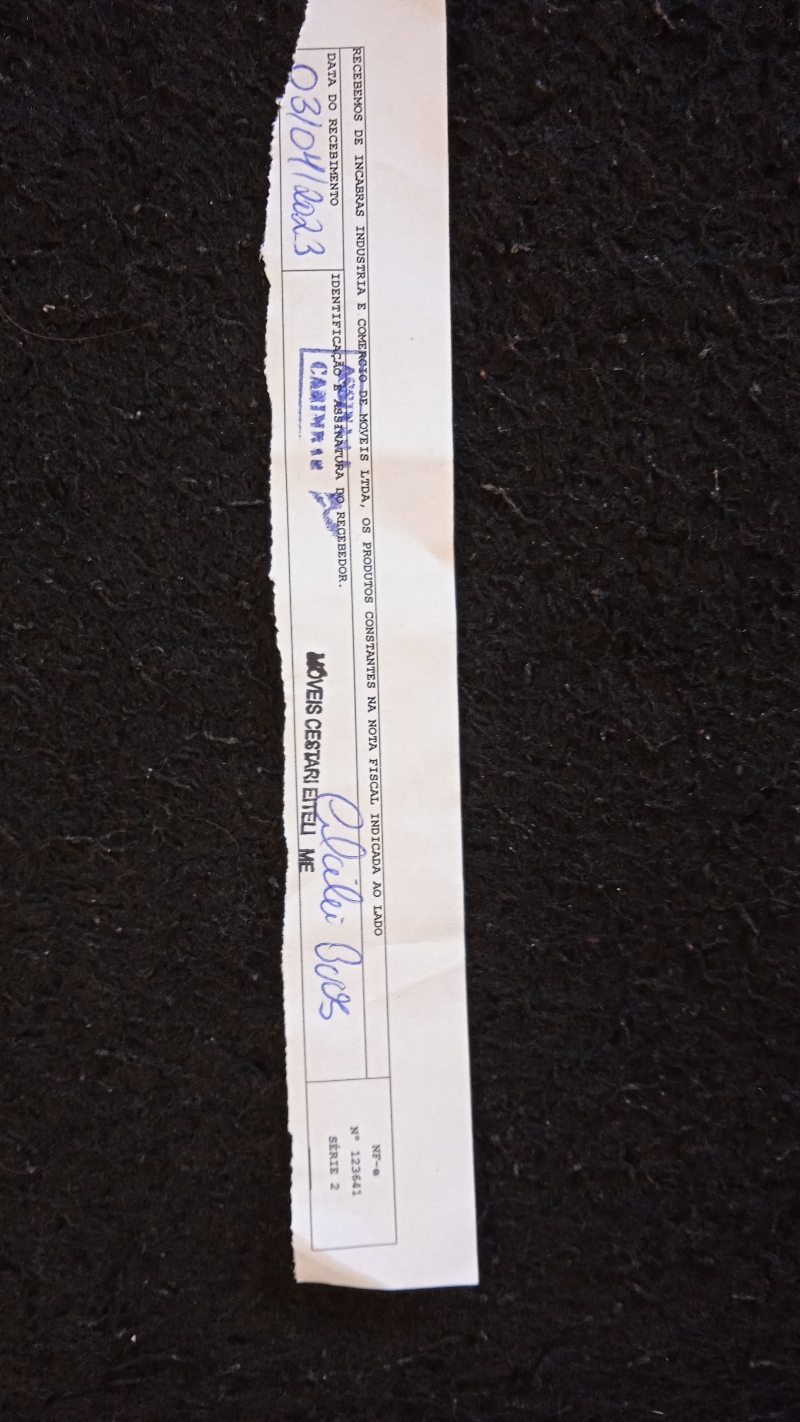 RECEBEMOS DE INCABRAS INDUSTRIA E COMERCIO DE MOVEIS LTDA, OS PRODUTOS CONSTANTES NA NOTA FISCAL INDICADA AO LADO
DATA DO RECEBIMENTO
03/04/2023
IDENTIFICAÇÃO E ASSINATURA DO RECEBEDOR.
MÓVEIS CESTARI EITELI ME
NF-e
Nº 123641
SÉRIE 2